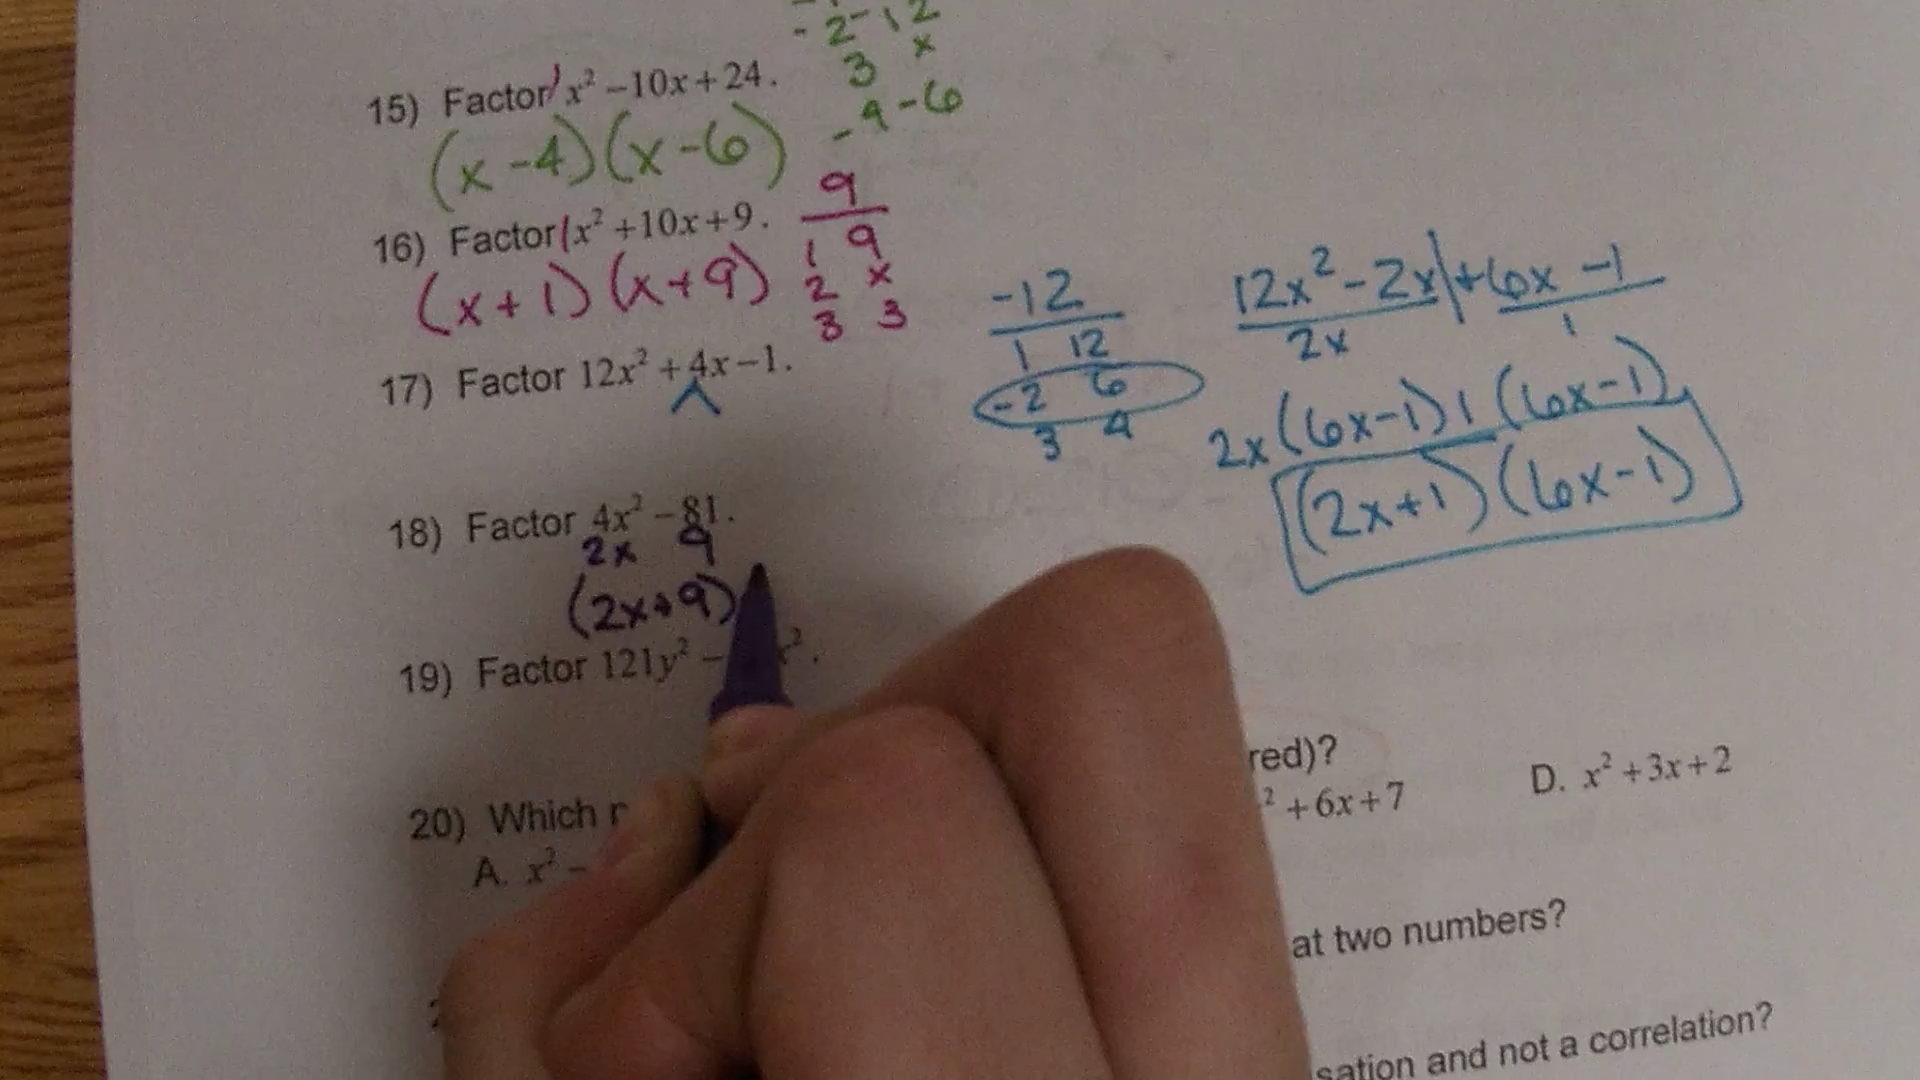 -2 -12
3 x
-4 -6
15) Factor x² −10x+24.
(x -4)(x -6)
16) Factor x² +10x+9.
(x+1)(x+9)
9
1 9
2 x
3 3
17) Factor 12x² +4x−1.
-12
1 12
-2 6
3 4
12x² -2x | +6x -1
2x 1
2x(6x-1) 1(6x-1)
(2x+1)(6x-1)
18) Factor 4x² −81.
2x 9
(2x+9)
19) Factor 121y² −
20) Which
red)?
A. x² −
² +6x+7
D. x² +3x+2
at two numbers?
sation and not a correlation?